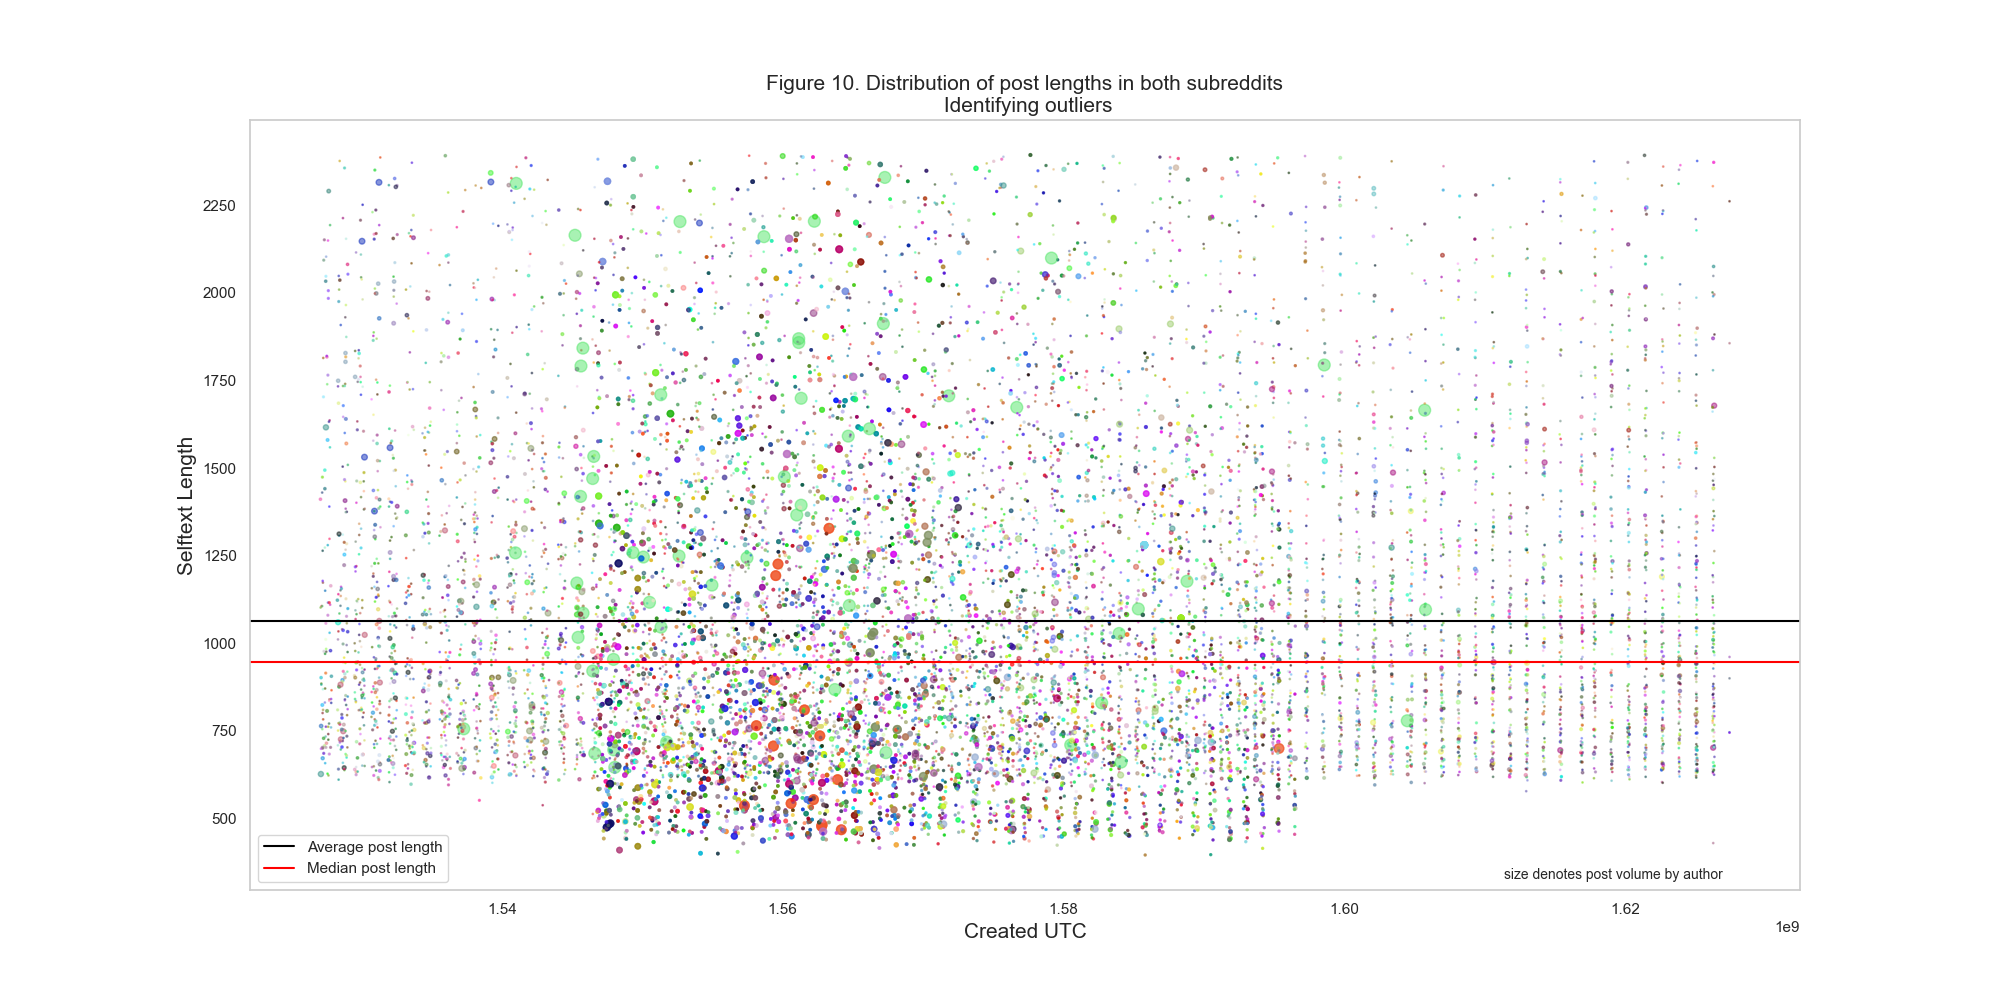 Figure 10. Distribution of post lengths in both subreddits
Identifying outliers
Selftext Length
2250
2000
1750
1500
1250
1000
750
500
Average post length
Median post length
size denotes post volume by author
1.54
1.56
1.58
1.60
1.62
1e9
Created UTC